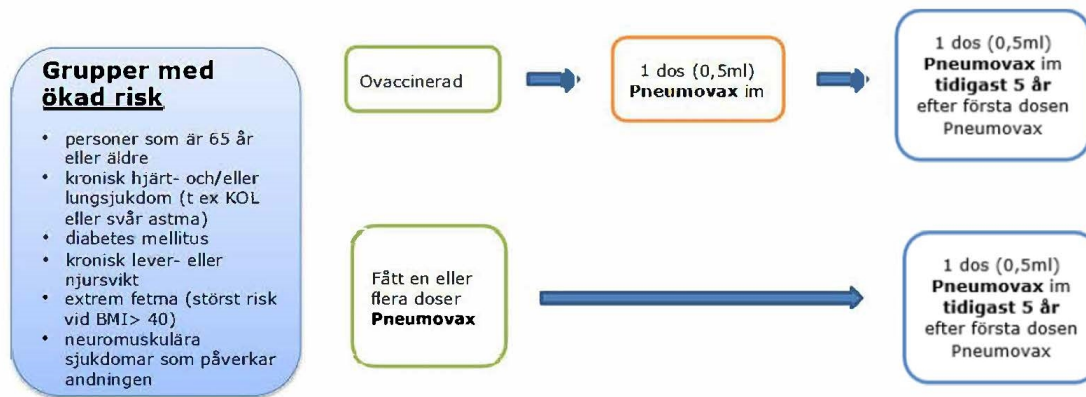 Grupper med
ökad risk
• personer som är 65 år
eller äldre
• kronisk hjärt- och/eller
lungsjukdom (t ex KOL
eller svår astma)
• diabetes mellitus
• kronisk lever- eller
njursvikt
• extrem fetma (störst risk
vid BMI> 40)
• neuromuskulära
sjukdomar som påverkar
andningen
Ovaccinerad
1 dos (0,5ml)
Pneumovax im
1 dos (0,5ml)
Pneumovax im
tidigast 5 år
efter första dosen
Pneumovax
Fått en eller
flera doser
Pneumovax
1 dos (0,5ml)
Pneumovax im
tidigast 5 år
efter första dosen
Pneumovax